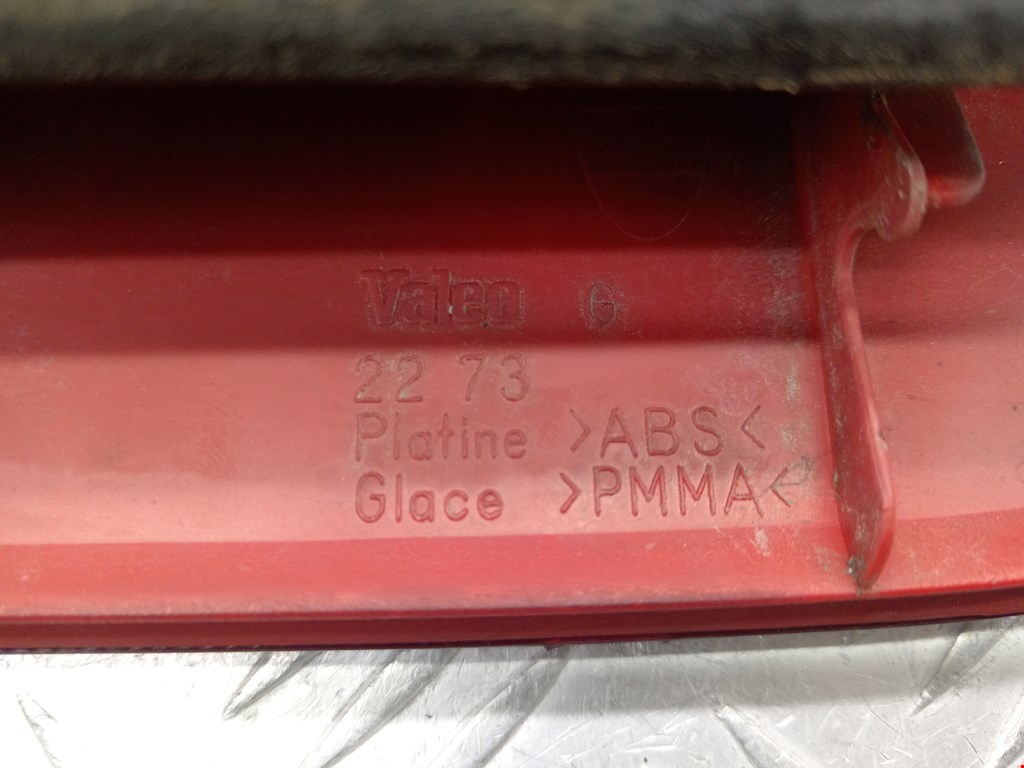 Valeo G
22 73
Platine >ABS<
Glace >PMMA<